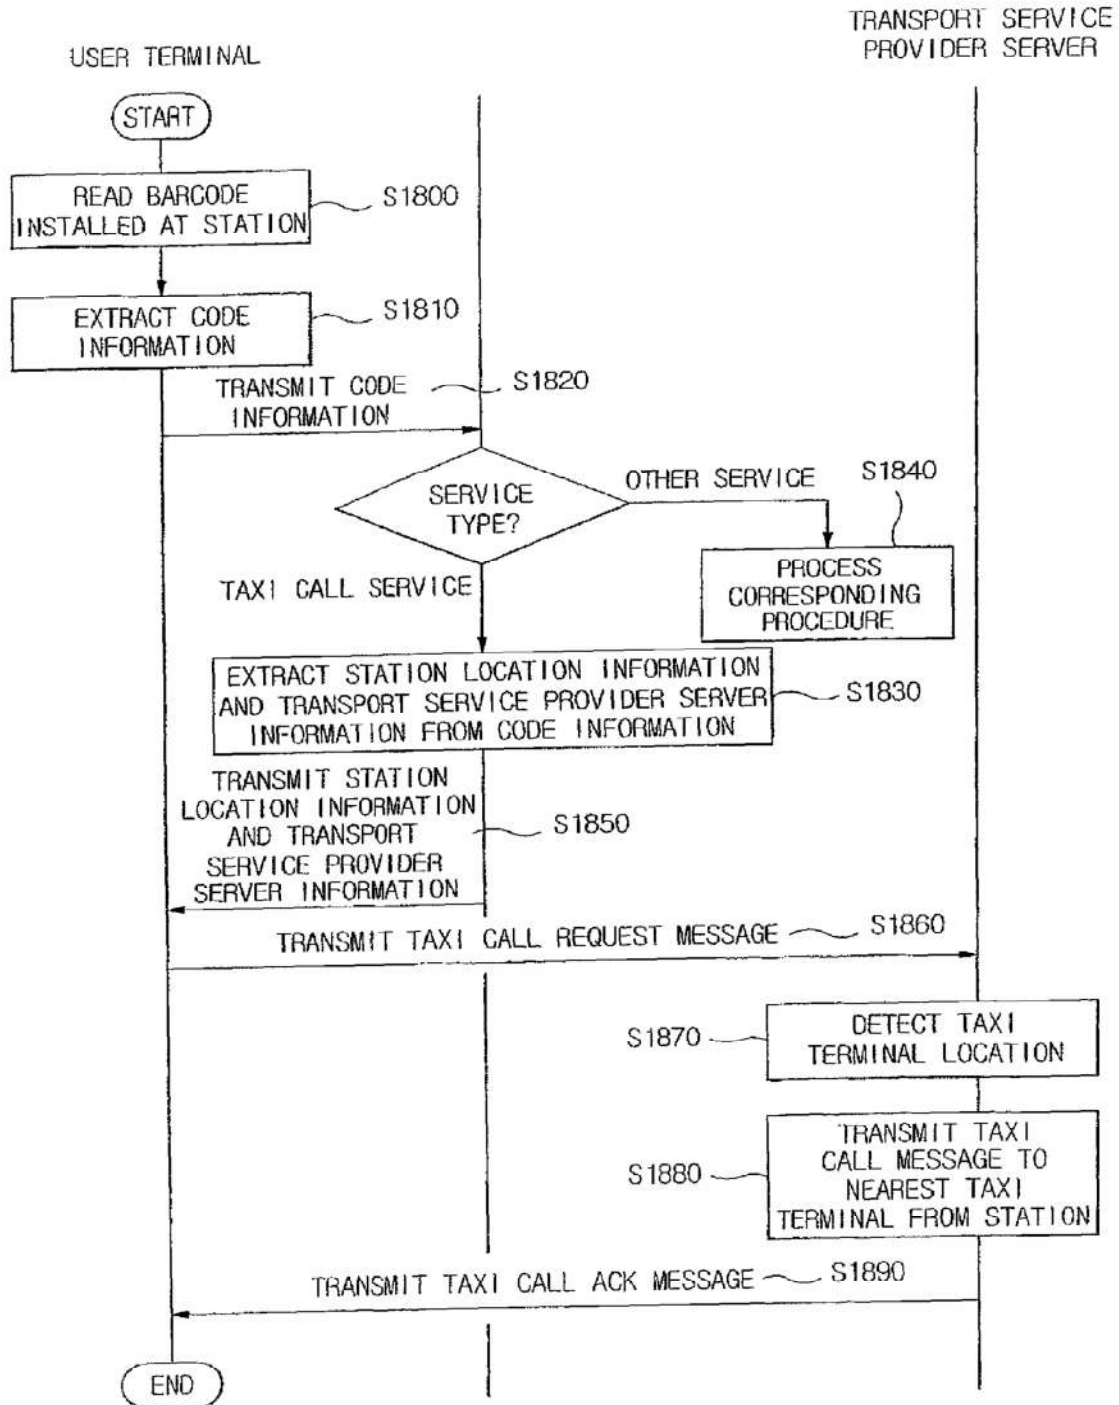 TRANSPORT SERVICE
PROVIDER SERVER
USER TERMINAL
START
READ BARCODE
INSTALLED AT STATION
S1800
EXTRACT CODE
INFORMATION
S1810
TRANSMIT CODE
INFORMATION
S1820
SERVICE
TYPE?
OTHER SERVICE
S1840
PROCESS
CORRESPONDING
PROCEDURE
TAXI CALL SERVICE
EXTRACT STATION LOCATION INFORMATION
AND TRANSPORT SERVICE PROVIDER SERVER
INFORMATION FROM CODE INFORMATION
S1830
TRANSMIT STATION
LOCATION INFORMATION
AND TRANSPORT
SERVICE PROVIDER
SERVER INFORMATION
S1850
TRANSMIT TAXI CALL REQUEST MESSAGE
S1860
S1870
DETECT TAXI
TERMINAL LOCATION
S1880
TRANSMIT TAXI
CALL MESSAGE TO
NEAREST TAXI
TERMINAL FROM STATION
TRANSMIT TAXI CALL ACK MESSAGE
S1890
END